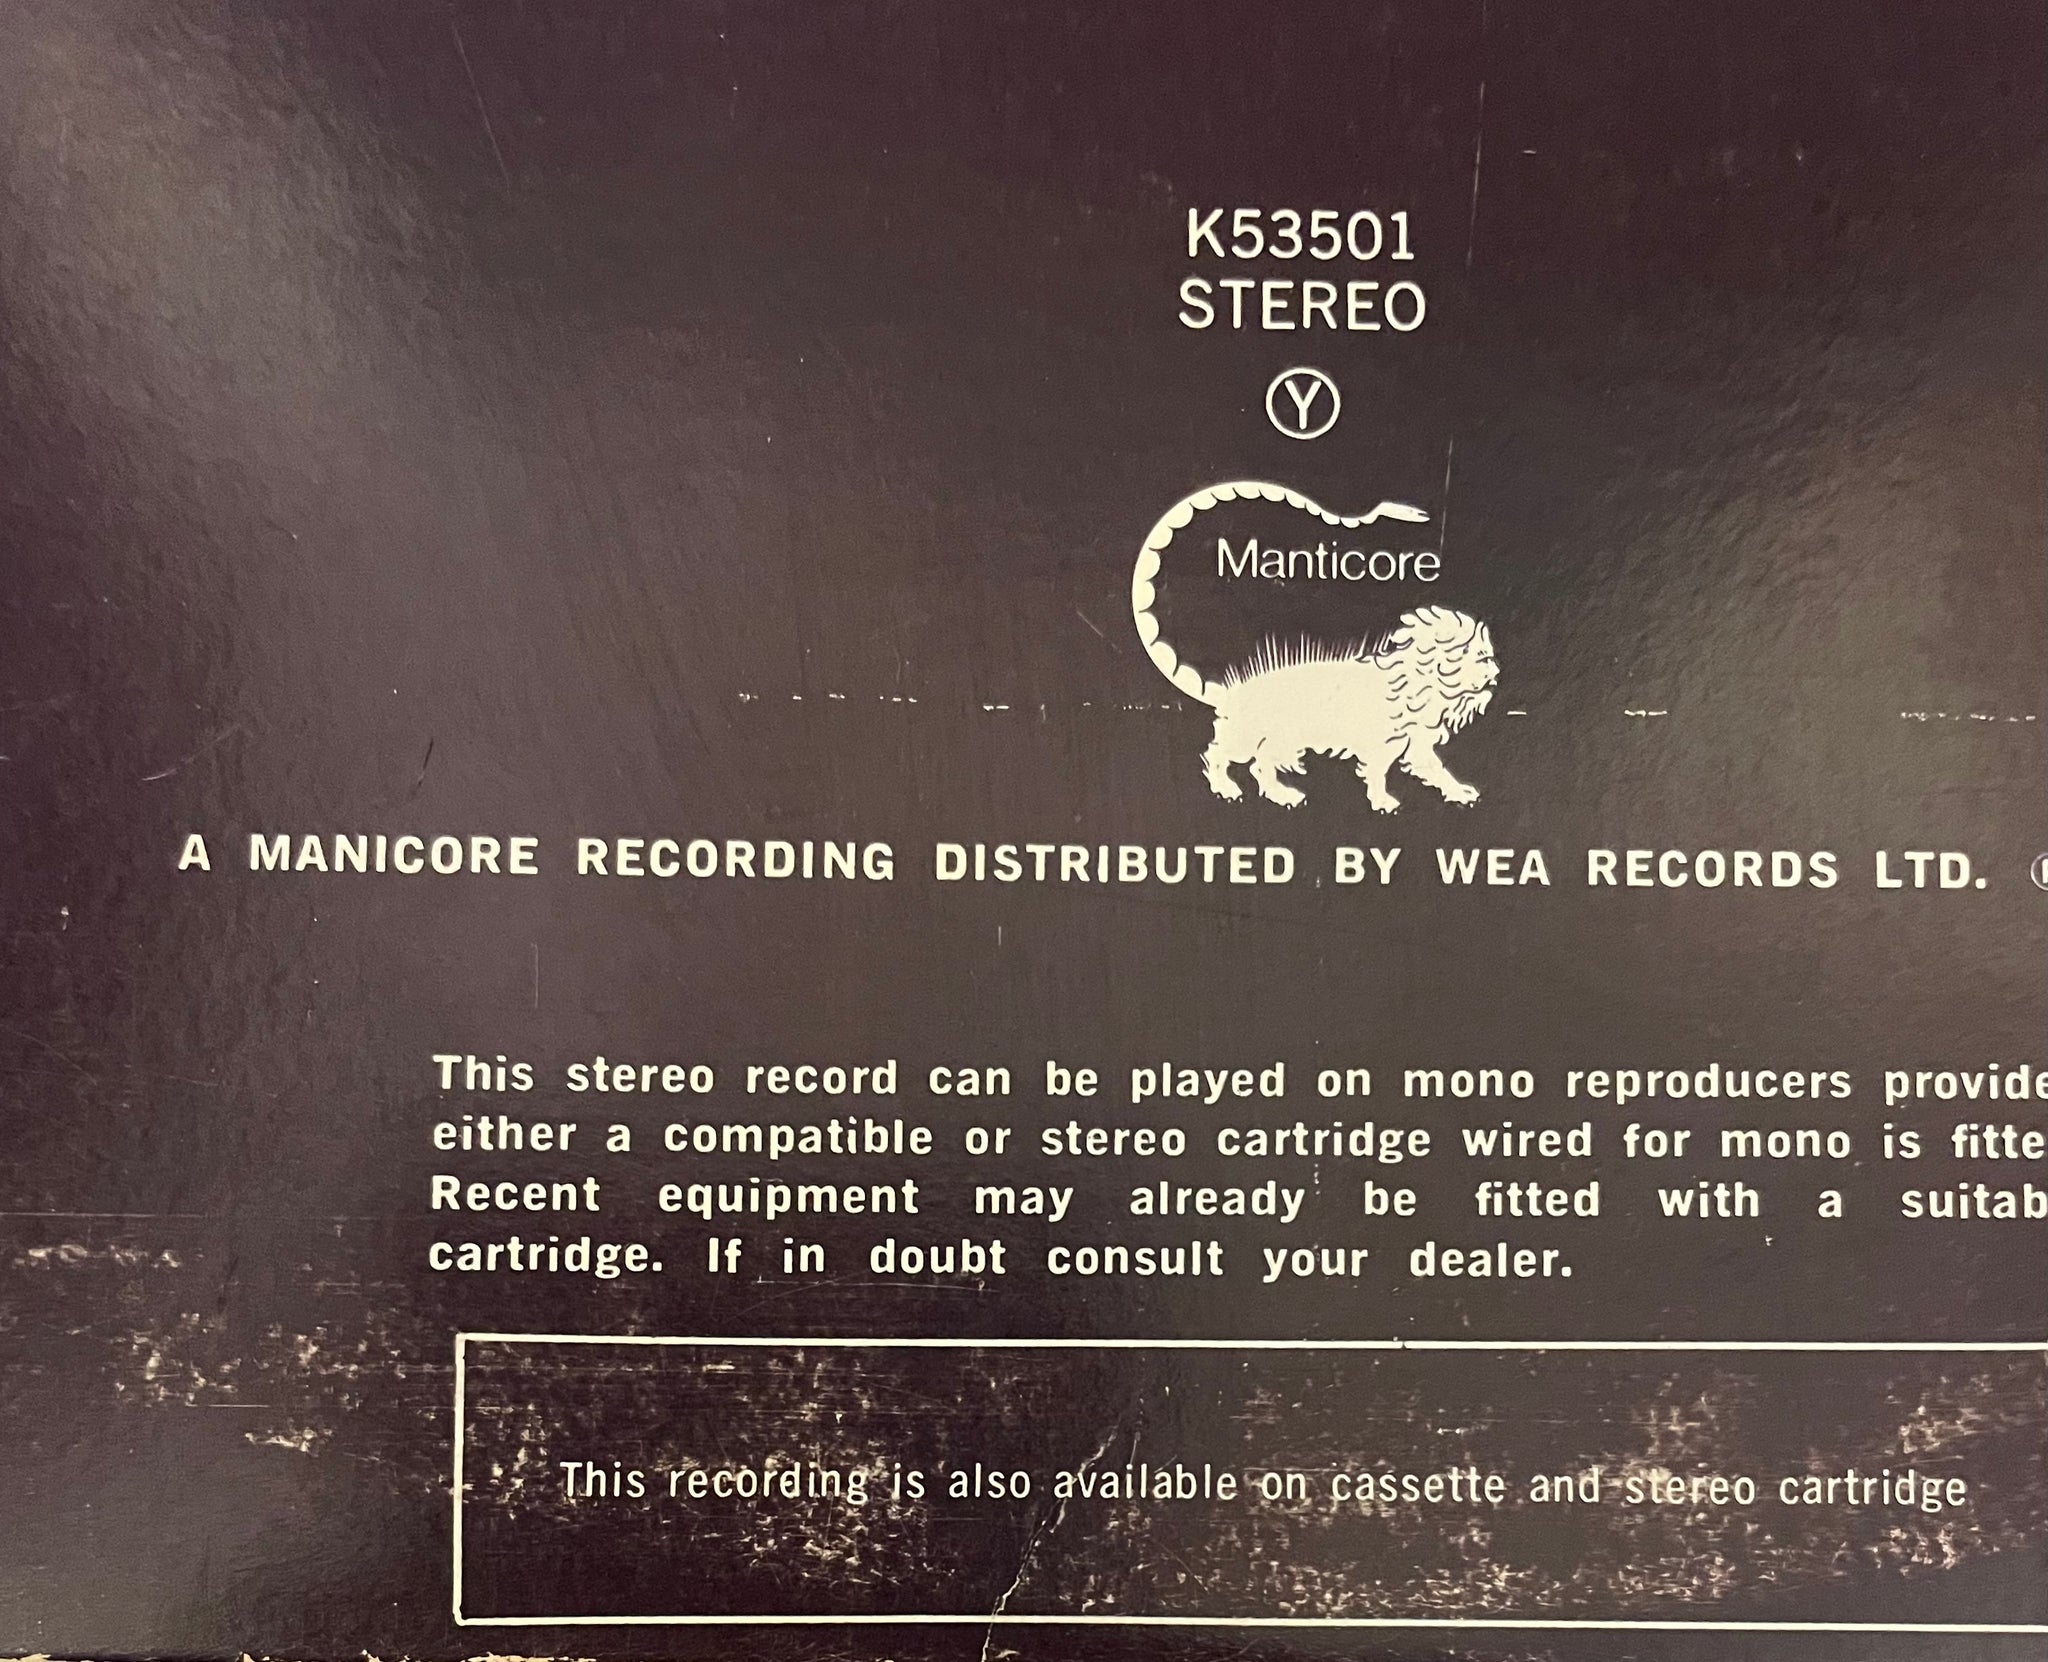 K53501
STEREO
Y
Manticore
A MANICORE RECORDING DISTRIBUTED BY WEA RECORDS LTD.
This stereo record can be played on mono reproducers provide
either a compatible or stereo cartridge wired for mono is fitte
Recent equipment may already be fitted with a suitab
cartridge. If in doubt consult your dealer.
This recording is also available on cassette and stereo cartridge